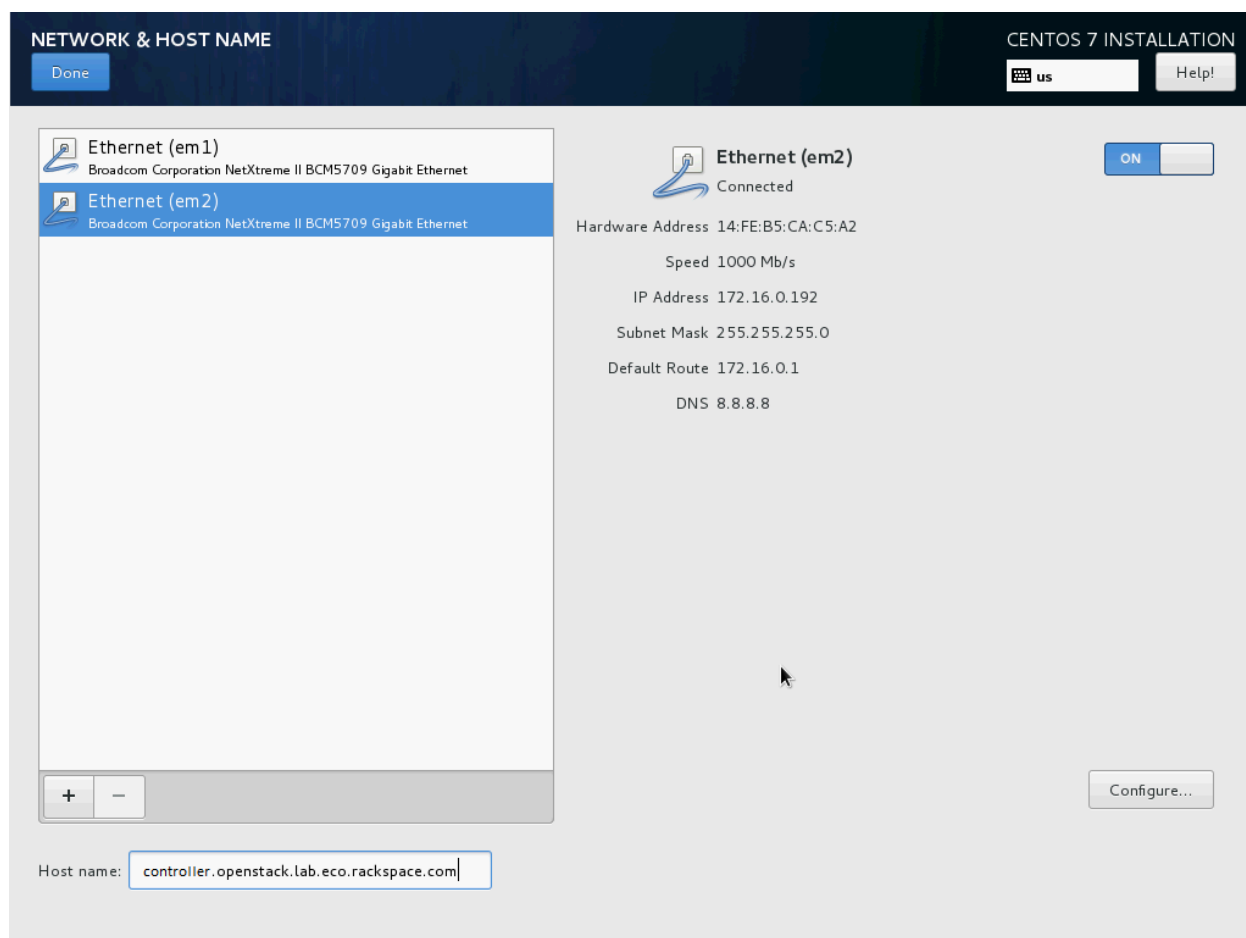 NETWORK & HOST NAME
Done
CENTOS 7 INSTALLATION
us
Help!
Ethernet (em1)
Broadcom Corporation NetXtreme II BCM5709 Gigabit Ethernet
Ethernet (em2)
Broadcom Corporation NetXtreme II BCM5709 Gigabit Ethernet
Ethernet (em2)
Connected
ON
Hardware Address 14:FE:B5:CA:C5:A2
Speed 1000 Mb/s
IP Address 172.16.0.192
Subnet Mask 255.255.255.0
Default Route 172.16.0.1
DNS 8.8.8.8
+ −
Configure...
Host name: controller.openstack.lab.eco.rackspace.com